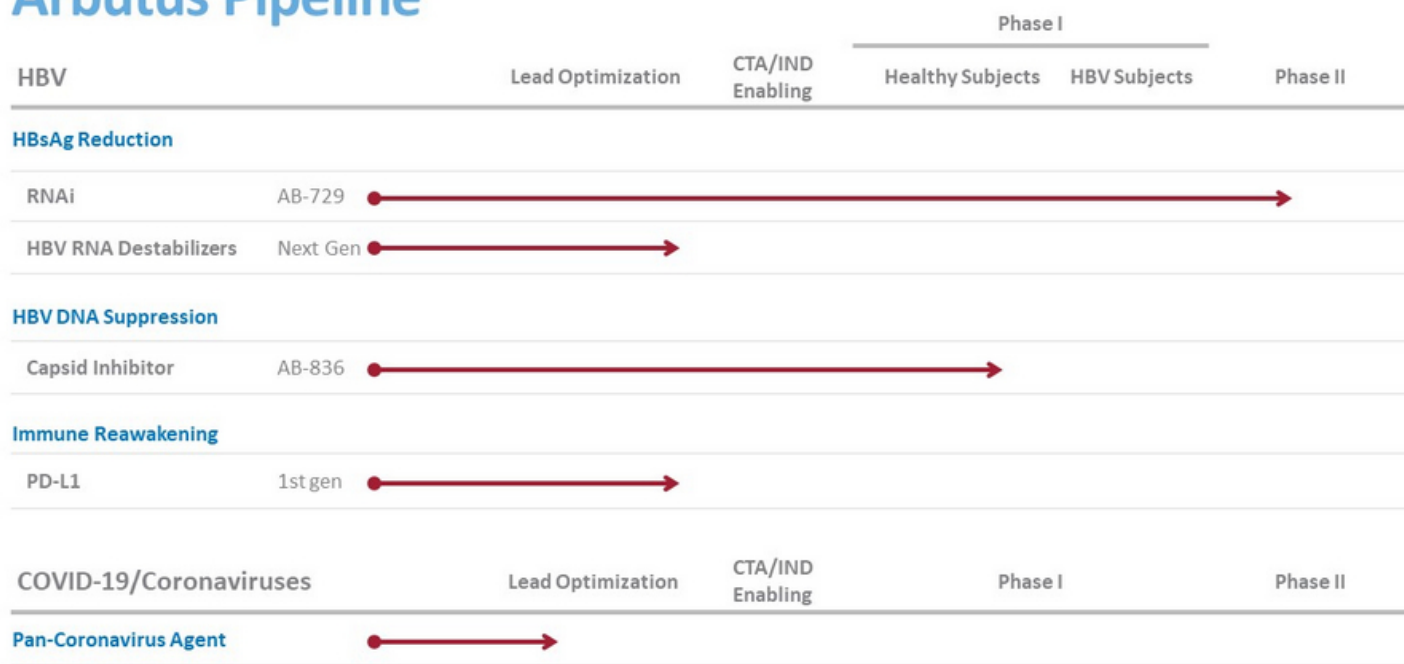 Arbutus Pipeline
Phase I
HBV Lead Optimization CTA/IND Enabling Healthy Subjects HBV Subjects Phase II
HBsAg Reduction
RNAi AB-729
HBV RNA Destabilizers Next Gen
HBV DNA Suppression
Capsid Inhibitor AB-836
Immune Reawakening
PD-L1 1st gen
COVID-19/Coronaviruses Lead Optimization CTA/IND Enabling Phase I Phase II
Pan-Coronavirus Agent